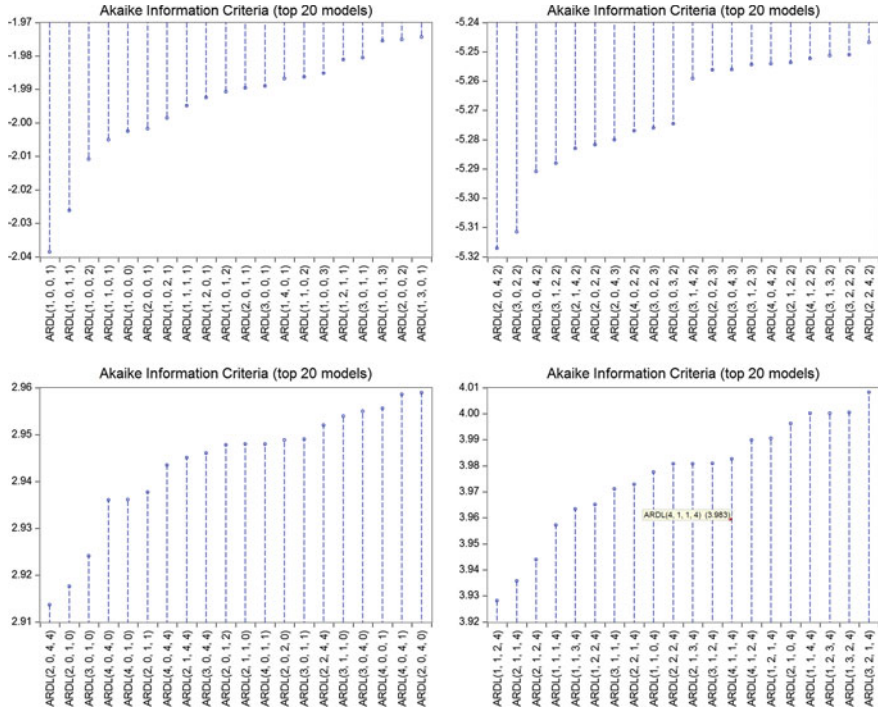 Akaike Information Criteria (top 20 models)
-1.97
-1.98
-1.99
-2.00
-2.01
-2.02
-2.03
-2.04
ARDL(1, 0, 0, 1)
ARDL(1, 0, 1, 1)
ARDL(1, 0, 0, 2)
ARDL(1, 1, 0, 1)
ARDL(1, 0, 0, 0)
ARDL(2, 0, 0, 1)
ARDL(1, 0, 2, 1)
ARDL(1, 1, 1, 1)
ARDL(1, 2, 0, 1)
ARDL(1, 0, 1, 2)
ARDL(2, 0, 1, 1)
ARDL(3, 0, 0, 1)
ARDL(1, 4, 0, 1)
ARDL(1, 1, 0, 2)
ARDL(1, 0, 0, 3)
ARDL(1, 2, 1, 1)
ARDL(3, 0, 1, 1)
ARDL(1, 0, 1, 3)
ARDL(2, 0, 0, 2)
ARDL(1, 3, 0, 1)
Akaike Information Criteria (top 20 models)
-5.24
-5.25
-5.26
-5.27
-5.28
-5.29
-5.30
-5.31
-5.32
ARDL(2, 0, 4, 2)
ARDL(3, 0, 2, 2)
ARDL(3, 0, 4, 2)
ARDL(3, 1, 2, 2)
ARDL(2, 1, 4, 2)
ARDL(2, 0, 2, 2)
ARDL(2, 0, 4, 3)
ARDL(4, 0, 2, 2)
ARDL(3, 0, 2, 3)
ARDL(3, 0, 3, 2)
ARDL(3, 1, 4, 2)
ARDL(2, 0, 2, 3)
ARDL(3, 0, 4, 3)
ARDL(4, 0, 4, 2)
ARDL(2, 1, 2, 2)
ARDL(4, 1, 2, 2)
ARDL(3, 1, 2, 3)
ARDL(3, 1, 3, 2)
ARDL(3, 2, 2, 2)
ARDL(2, 2, 4, 2)
Akaike Information Criteria (top 20 models)
2.96
2.95
2.94
2.93
2.92
2.91
ARDL(2, 0, 4, 4)
ARDL(2, 0, 1, 0)
ARDL(3, 0, 1, 0)
ARDL(4, 0, 4, 0)
ARDL(4, 0, 1, 0)
ARDL(2, 0, 1, 1)
ARDL(4, 0, 4, 4)
ARDL(2, 1, 4, 4)
ARDL(3, 0, 4, 4)
ARDL(2, 0, 1, 2)
ARDL(2, 1, 1, 0)
ARDL(4, 0, 1, 1)
ARDL(2, 0, 2, 0)
ARDL(3, 0, 1, 1)
ARDL(2, 2, 4, 4)
ARDL(3, 1, 1, 0)
ARDL(3, 0, 4, 0)
ARDL(4, 1, 4, 0)
ARDL(4, 0, 4, 1)
ARDL(2, 0, 4, 0)
Akaike Information Criteria (top 20 models)
4.01
4.00
3.99
3.98
3.97
3.96
3.95
3.94
3.93
3.92
ARDL(4, 1, 1, 4) (3.983)
ARDL(1, 1, 2, 4)
ARDL(2, 1, 1, 4)
ARDL(2, 1, 2, 4)
ARDL(1, 1, 1, 4)
ARDL(1, 1, 3, 4)
ARDL(1, 2, 2, 4)
ARDL(3, 1, 1, 4)
ARDL(2, 2, 1, 4)
ARDL(1, 1, 0, 4)
ARDL(2, 2, 2, 4)
ARDL(2, 1, 3, 4)
ARDL(3, 1, 2, 4)
ARDL(4, 1, 1, 4)
ARDL(2, 1, 4, 4)
ARDL(1, 2, 1, 4)
ARDL(2, 1, 0, 4)
ARDL(1, 1, 4, 4)
ARDL(1, 2, 3, 4)
ARDL(1, 3, 2, 4)
ARDL(3, 2, 1, 4)